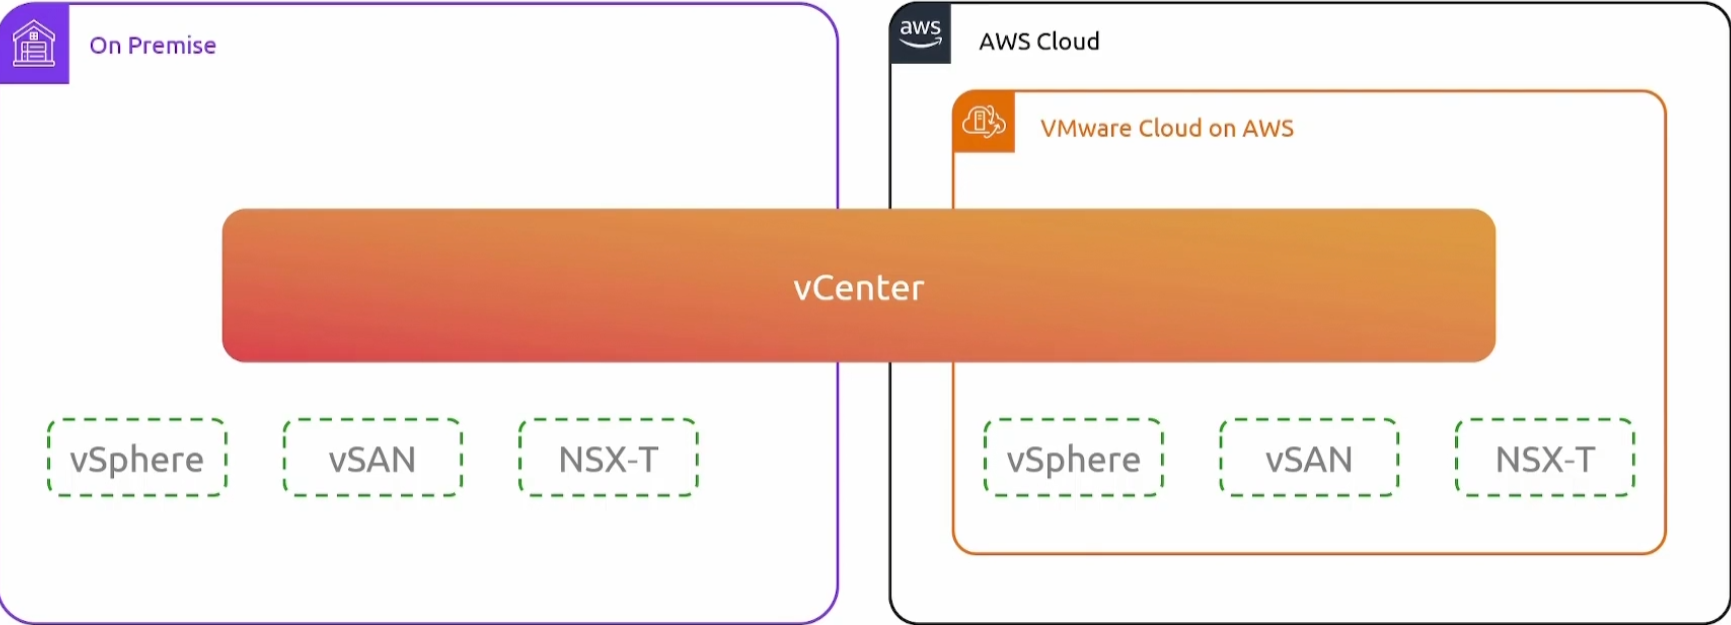 On Premise
aws
AWS Cloud
VMware Cloud on AWS
vCenter
vSphere
vSAN
NSX-T
vSphere
vSAN
NSX-T